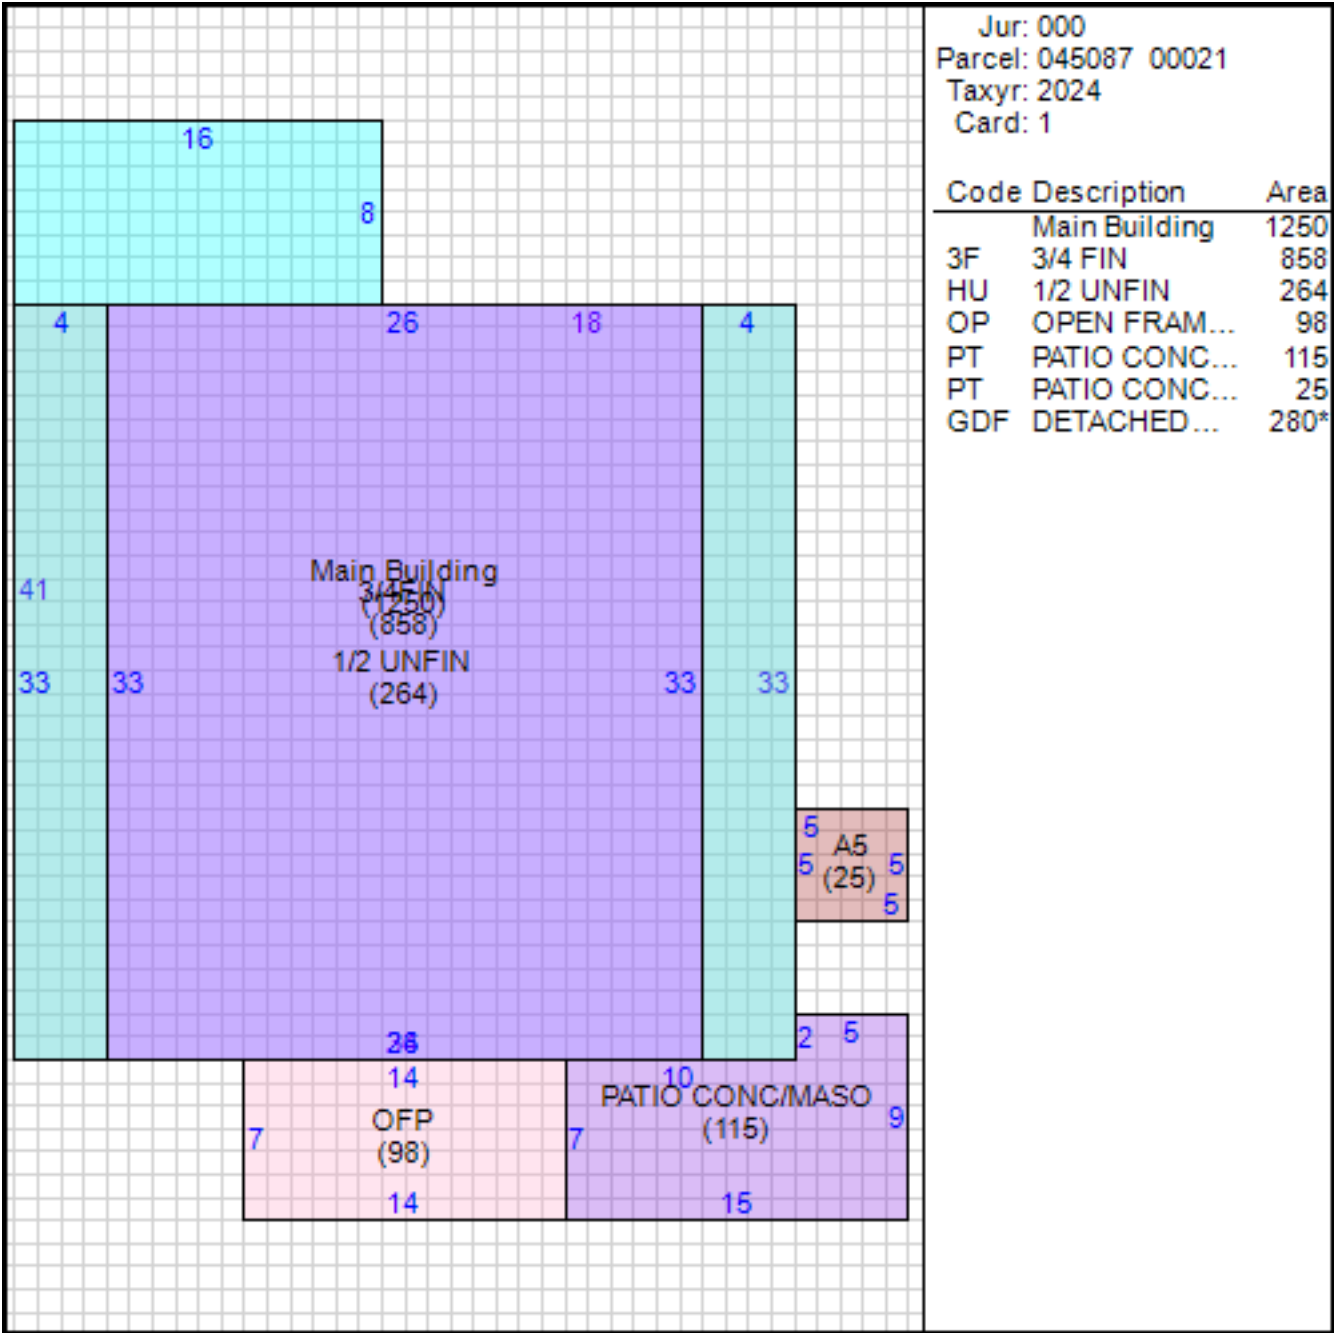 Jur: 000
Parcel: 045087 00021
Taxyr: 2024
Card: 1
Code Description Area
Main Building 1250
3F 3/4 FIN 858
HU 1/2 UNFIN 264
OP OPEN FRAM... 98
PT PATIO CONC... 115
PT PATIO CONC... 25
GDF DETACHED... 280*
16
8
4 26 18 4
Main Building
3/4 FIN
(1250)
(858)
41
1/2 UNFIN
(264)
33 33 33 33
5
A5
5 5
(25)
5
2 5
14 10
PATIO CONC/MASO
OFP
(115)
9
7 7
(98)
14 15